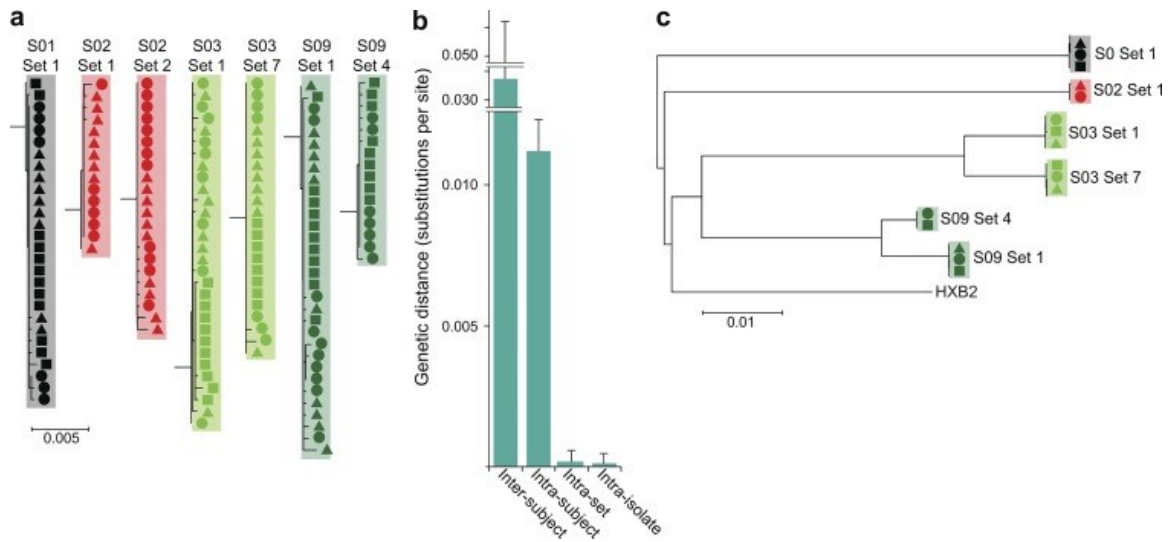 a
S01 S02 S02 S03 S03 S09 S09
Set 1 Set 1 Set 2 Set 1 Set 7 Set 1 Set 4
0.005
b
Genetic distance (substitutions per site)
0.050
0.030
0.010
0.005
Inter-subject
Intra-subject
Intra-set
Intra-isolate
c
S0 Set 1
S02 Set 1
S03 Set 1
S03 Set 7
S09 Set 4
S09 Set 1
HXB2
0.01